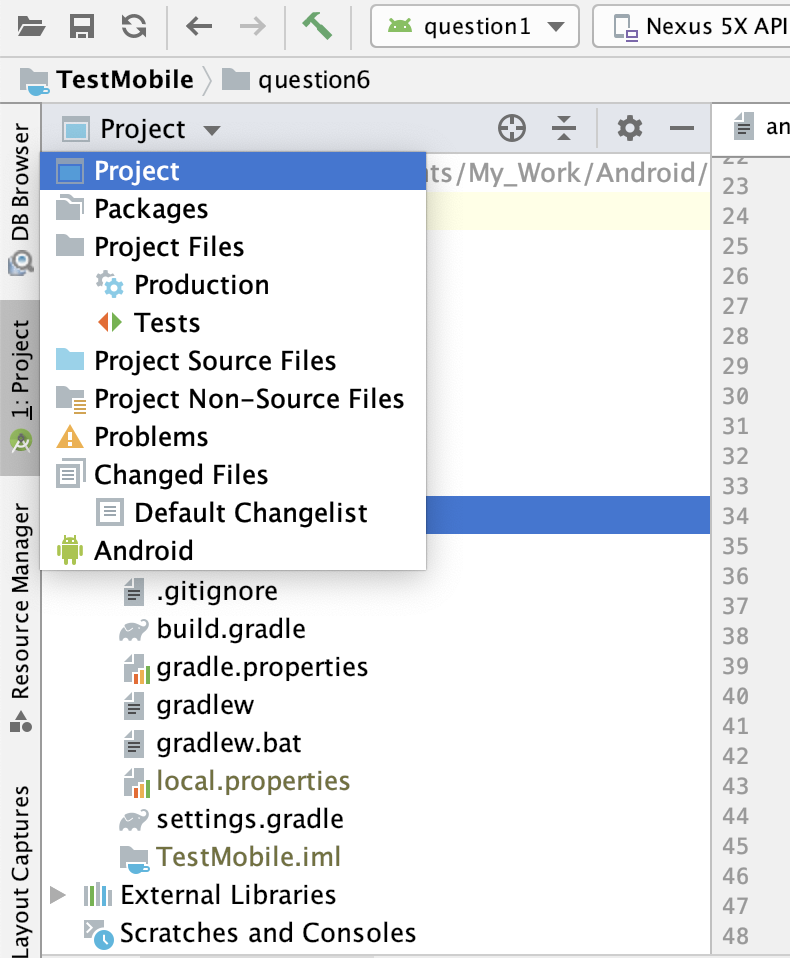 question1
Nexus 5X API
TestMobile
question6
DB Browser
1: Project
Resource Manager
Layout Captures
Project
Project
Packages
Project Files
Production
Tests
Project Source Files
Project Non-Source Files
Problems
Changed Files
Default Changelist
Android
ts/My_Work/Android/
.gitignore
build.gradle
gradle.properties
gradlew
gradlew.bat
local.properties
settings.gradle
TestMobile.iml
External Libraries
Scratches and Consoles
an
22
23
24
25
26
27
28
29
30
31
32
33
34
35
36
37
38
39
40
41
42
43
44
45
46
47
48